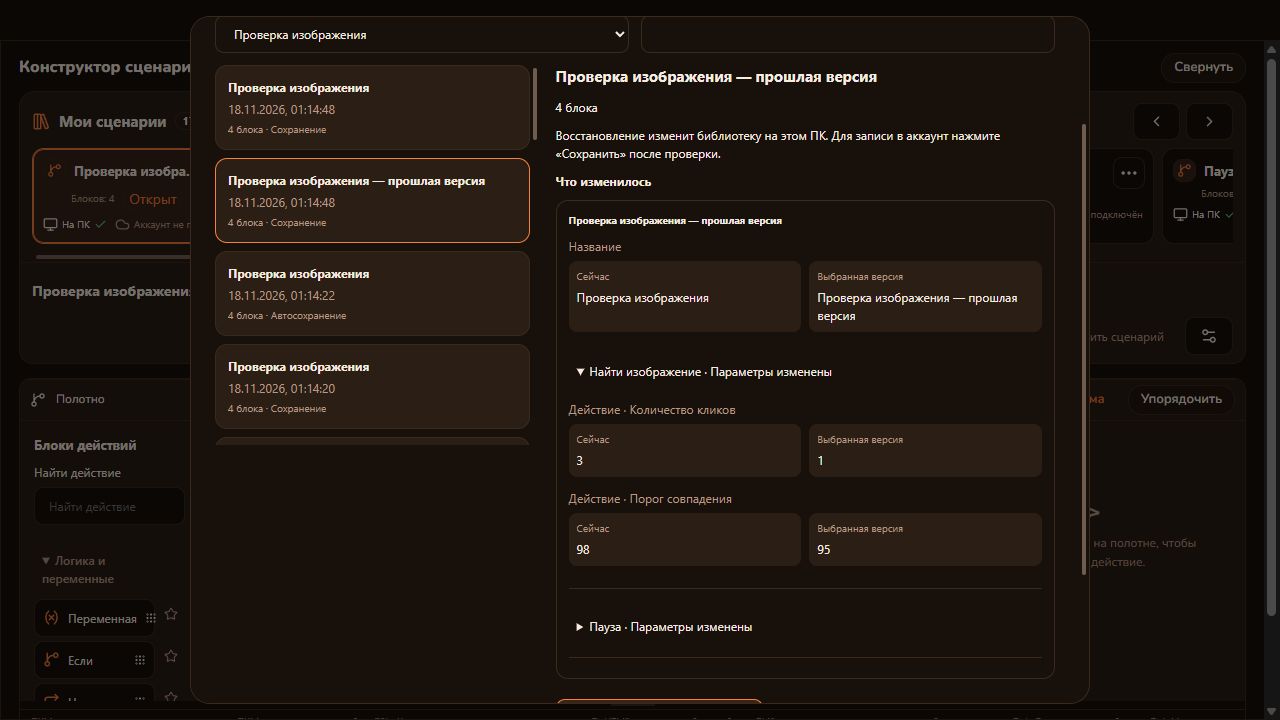 Проверка изображения
Конструктор сценари
Свернуть
Мои сценарии
Проверка изобра...
Блоков: 4
Открыт
На ПК
Аккаунт не п
Проверка изображени
Полотно
Блоки действий
Найти действие
Найти действие
Логика и
переменные
Переменная
Если
Проверка изображения
18.11.2026, 01:14:48
4 блока · Сохранение
Проверка изображения — прошлая версия
18.11.2026, 01:14:48
4 блока · Сохранение
Проверка изображения
18.11.2026, 01:14:22
4 блока · Автосохранение
Проверка изображения
18.11.2026, 01:14:20
4 блока · Сохранение
Проверка изображения — прошлая версия
4 блока
Восстановление изменит библиотеку на этом ПК. Для записи в аккаунт нажмите
«Сохранить» после проверки.
Что изменилось
Проверка изображения — прошлая версия
Название
Сейчас
Проверка изображения
Выбранная версия
Проверка изображения — прошлая
версия
Найти изображение · Параметры изменены
Действие · Количество кликов
Сейчас
3
Выбранная версия
1
Действие · Порог совпадения
Сейчас
98
Выбранная версия
95
Пауза · Параметры изменены
подключён
Пауз
Блоков
На ПК
ить сценарий
ма
Упорядочить
на полотне, чтобы
действие.